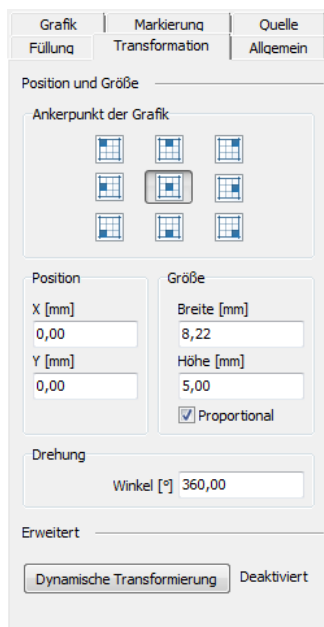 Grafik Markierung Quelle
Füllung Transformation Allgemein
Position und Größe
Ankerpunkt der Grafik
Position Größe
X [mm] Breite [mm]
0,00 8,22
Y [mm] Höhe [mm]
0,00 5,00
Proportional
Drehung
Winkel [°] 360,00
Erweitert
Dynamische Transformierung Deaktiviert